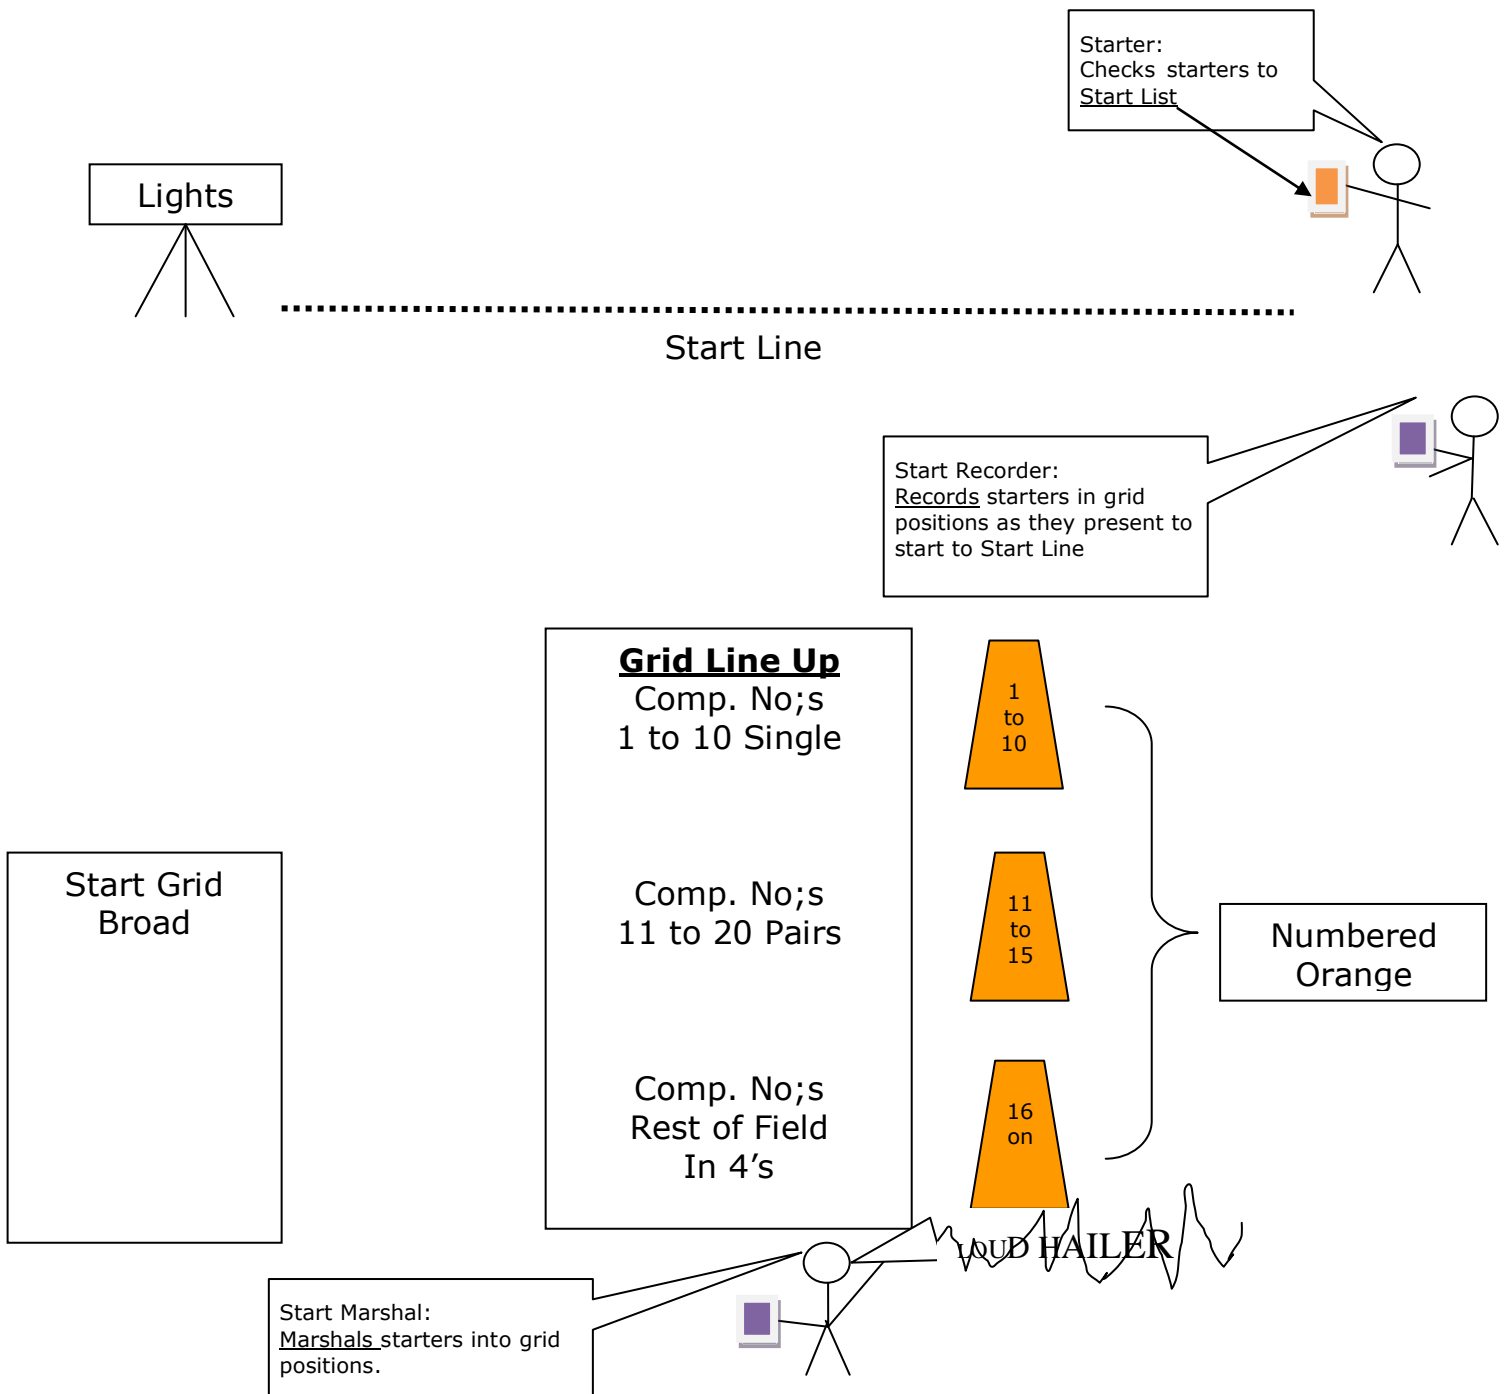 Starter:
Checks starters to
Start List
Lights
Start Line
Start Recorder:
Records starters in grid
positions as they present to
start to Start Line
Grid Line Up
Comp. No;s
1 to 10 Single
1
to
10
Start Grid
Broad
Comp. No;s
11 to 20 Pairs
11
to
15
Numbered
Orange
Comp. No;s
Rest of Field
In 4’s
16
on
LOUD HAILER
Start Marshal:
Marshals starters into grid
positions.